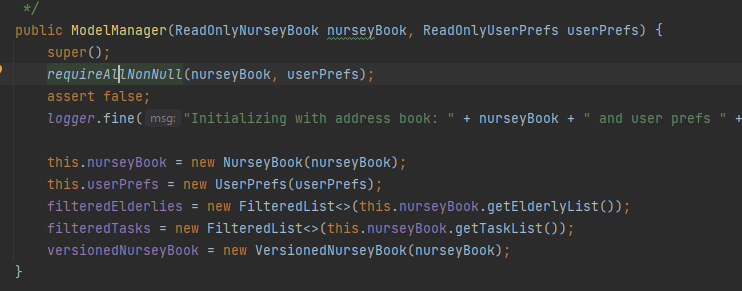 */
public ModelManager(ReadOnlyNurseyBook nurseyBook, ReadOnlyUserPrefs userPrefs) {
super();
requireAllNonNull(nurseyBook, userPrefs);
assert false;
logger.fine( msg: "Initializing with address book: " + nurseyBook + " and user prefs " +
this.nurseyBook = new NurseyBook(nurseyBook);
this.userPrefs = new UserPrefs(userPrefs);
filteredElderlies = new FilteredList<>(this.nurseyBook.getElderlyList());
filteredTasks = new FilteredList<>(this.nurseyBook.getTaskList());
versionedNurseyBook = new VersionedNurseyBook(nurseyBook);
}